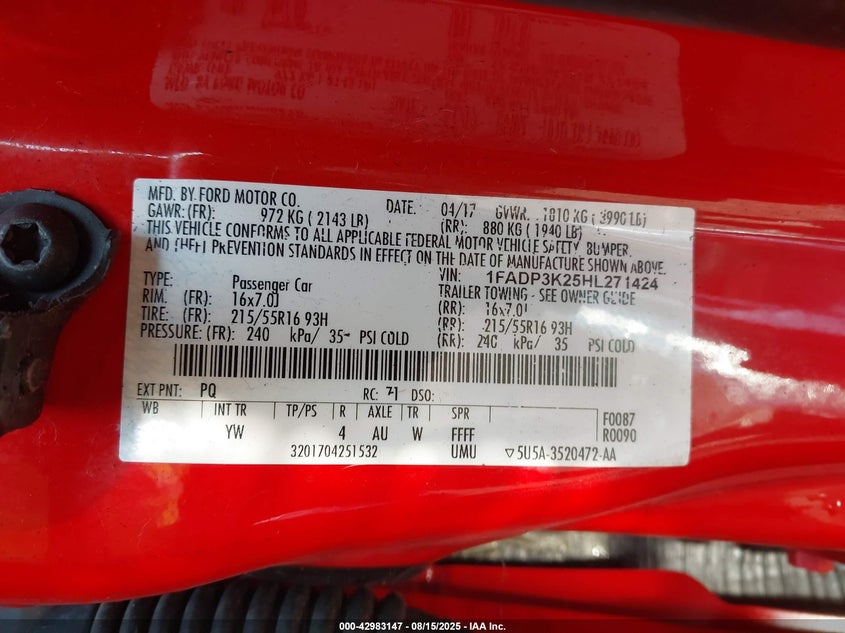 MFD. BY FORD MOTOR CO. DATE: 04/17 GVWR: 1810 KG ( 3990 LB)
GAWR: (FR): 972 KG ( 2143 LB) (RR): 880 KG ( 1940 LB)
THIS VEHICLE CONFORMS TO ALL APPLICABLE FEDERAL MOTOR VEHICLE SAFETY, BUMPER,
AND THEFT PREVENTION STANDARDS IN EFFECT ON THE DATE OF MANUFACTURE SHOWN ABOVE.
VIN: 1FADP3K25HL271424
TYPE: Passenger Car TRAILER TOWING - SEE OWNER GUIDE
RIM: (FR): 16x7.0J (RR): 16x7.0J
TIRE: (FR): 215/55R16 93H (RR): 215/55R16 93H
PRESSURE: (FR): 240 kPa/ 35 PSI COLD (RR): 240 kPa/ 35 PSI COLD
EXT PNT: PQ RC: 71 DSO:
WB INT TR TP/PS R AXLE TR SPR F0087
YW 4 AU W FFFF R0090
3201704251532 UMU ▽5U5A-3520472-AA
000-42983147 - 08/15/2025 - IAA Inc.